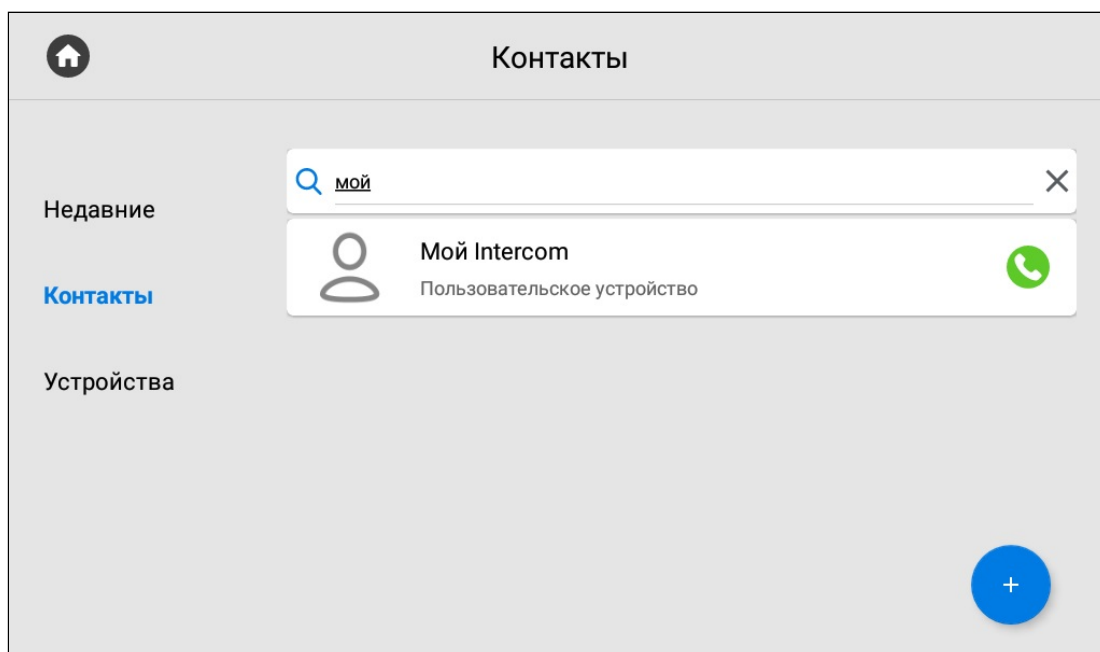 Контакты
Недавние
Контакты
Устройства
мой
Мой Intercom
Пользовательское устройство
+